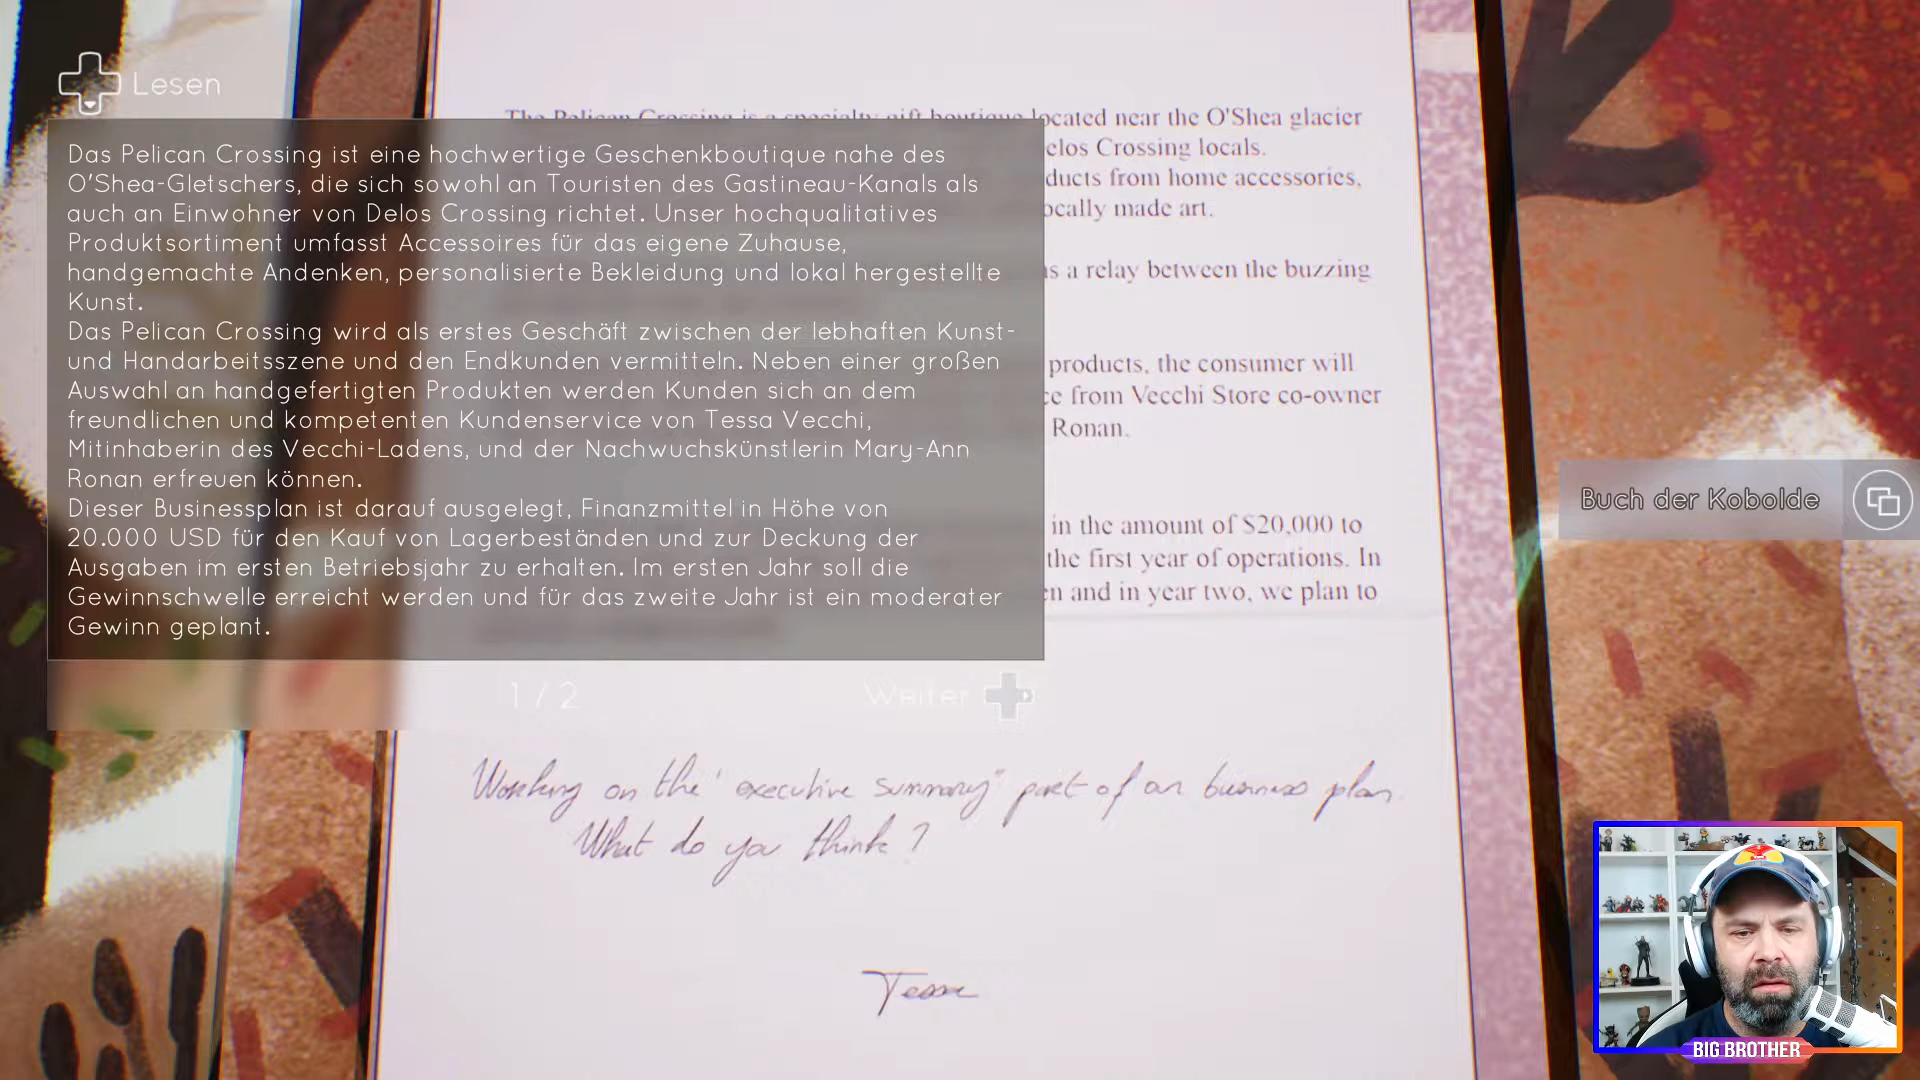 Lesen
The Pelican Crossing is a specialty gift boutique located near the O'Shea glacier
Das Pelican Crossing ist eine hochwertige Geschenkboutique nahe des
O'Shea-Gletschers, die sich sowohl an Touristen des Gastineau-Kanals als
auch an Einwohner von Delos Crossing richtet. Unser hochqualitatives
Produktsortiment umfasst Accessoires für das eigene Zuhause,
handgemachte Andenken, personalisierte Bekleidung und lokal hergestellte
Kunst.
Das Pelican Crossing wird als erstes Geschäft zwischen der lebhaften Kunst-
und Handarbeitsszene und den Endkunden vermitteln. Neben einer großen
Auswahl an handgefertigten Produkten werden Kunden sich an dem
freundlichen und kompetenten Kundenservice von Tessa Vecchi,
Mitinhaberin des Vecchi-Ladens, und der Nachwuchskünstlerin Mary-Ann
Ronan erfreuen können.
Dieser Businessplan ist darauf ausgelegt, Finanzmittel in Höhe von
20.000 USD für den Kauf von Lagerbeständen und zur Deckung der
Ausgaben im ersten Betriebsjahr zu erhalten. Im ersten Jahr soll die
Gewinnschwelle erreicht werden und für das zweite Jahr ist ein moderater
Gewinn geplant.
Crossing locals.
from home accessories,
made art.
a relay between the buzzing
products, the consumer will
from Vecchi Store co-owner
Ronan.
in the amount of $20,000 to
the first year of operations. In
and in year two, we plan to
1 / 2
Weiter
Buch der Kobolde
Working on the "executive summary" part of our business plan.
What do you think?
Tessa
BIG BROTHER